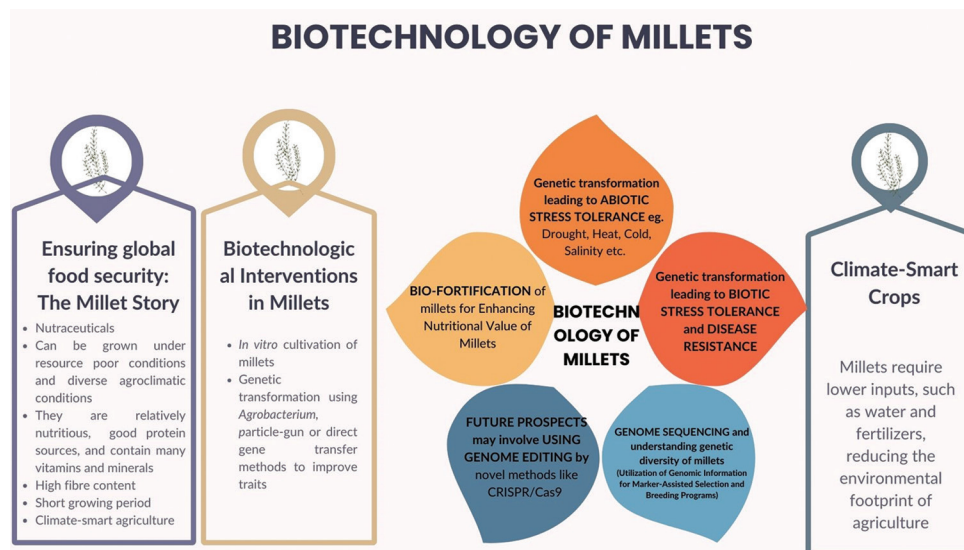 BIOTECHNOLOGY OF MILLETS
Ensuring global
food security:
The Millet Story
• Nutraceuticals
• Can be grown under
resource poor conditions
and diverse agroclimatic
conditions
• They are relatively
nutritious, good protein
sources, and contain many
vitamins and minerals
• High fibre content
• Short growing period
• Climate-smart agriculture
Biotechnologic
al Interventions
in Millets
• In vitro cultivation of
millets
• Genetic
transformation using
Agrobacterium,
particle-gun or direct
gene transfer
methods to improve
traits
Genetic transformation
leading to ABIOTIC
STRESS TOLERANCE eg.
Drought, Heat, Cold,
Salinity etc.
BIO-FORTIFICATION of
millets for Enhancing
Nutritional Value of
Millets
BIOTECHN
OLOGY OF
MILLETS
Genetic transformation
leading to BIOTIC
STRESS TOLERANCE
and DISEASE
RESISTANCE
FUTURE PROSPECTS
may involve USING
GENOME EDITING by
novel methods like
CRISPR/Cas9
GENOME SEQUENCING and
understanding genetic
diversity of millets
(Utilization of Genomic Information
for Marker-Assisted Selection and
Breeding Programs)
Climate-Smart
Crops
Millets require
lower inputs, such
as water and
fertilizers,
reducing the
environmental
footprint of
agriculture